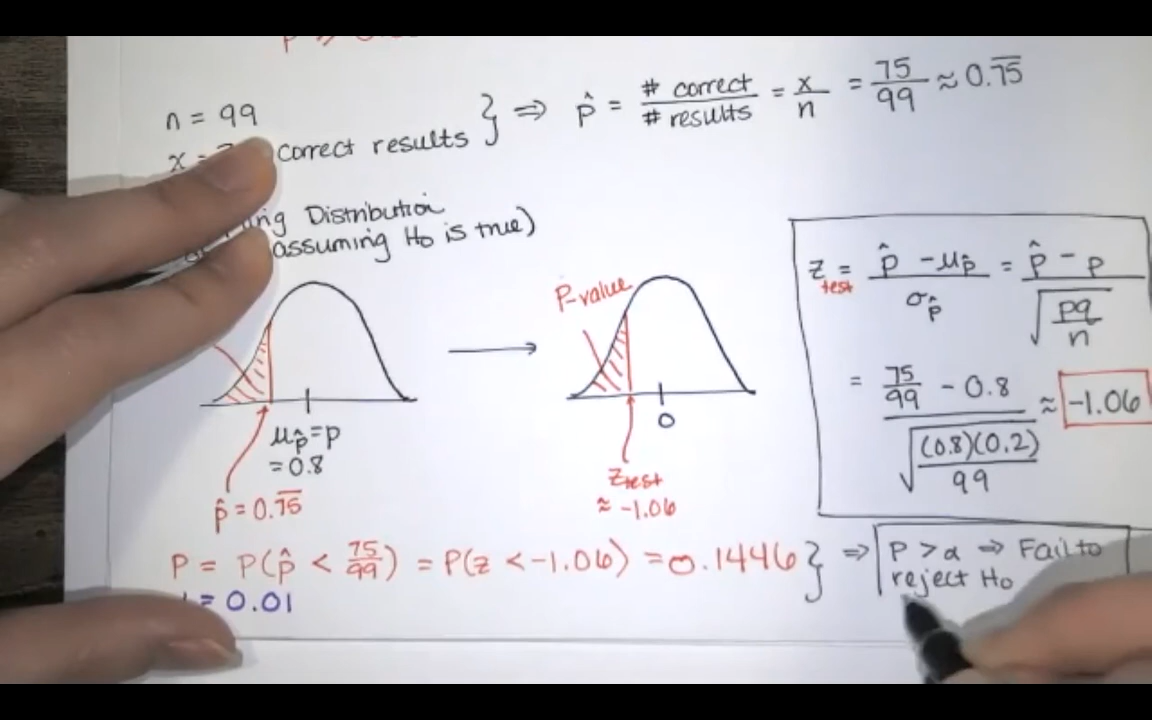 n = 99
x = correct results } ⇒ p̂ = # correct / # results = x / n = 75 / 99 ≈ 0.7̅5̅
Distribution
assuming H₀ is true)
P-value
μp̂ = p
= 0.8
p̂ = 0.7̅5̅
0
Ztest
≈ -1.06
Ztest = p̂ - μp̂ / σp̂ = p̂ - p / √(pq / n)
= 75/99 - 0.8 / √((0.8)(0.2) / 99) ≈ -1.06
P = P(p̂ < 75/99) = P(z < -1.06) = 0.1446 } ⇒ P > α ⇒ Fail to
reject H₀
= 0.01